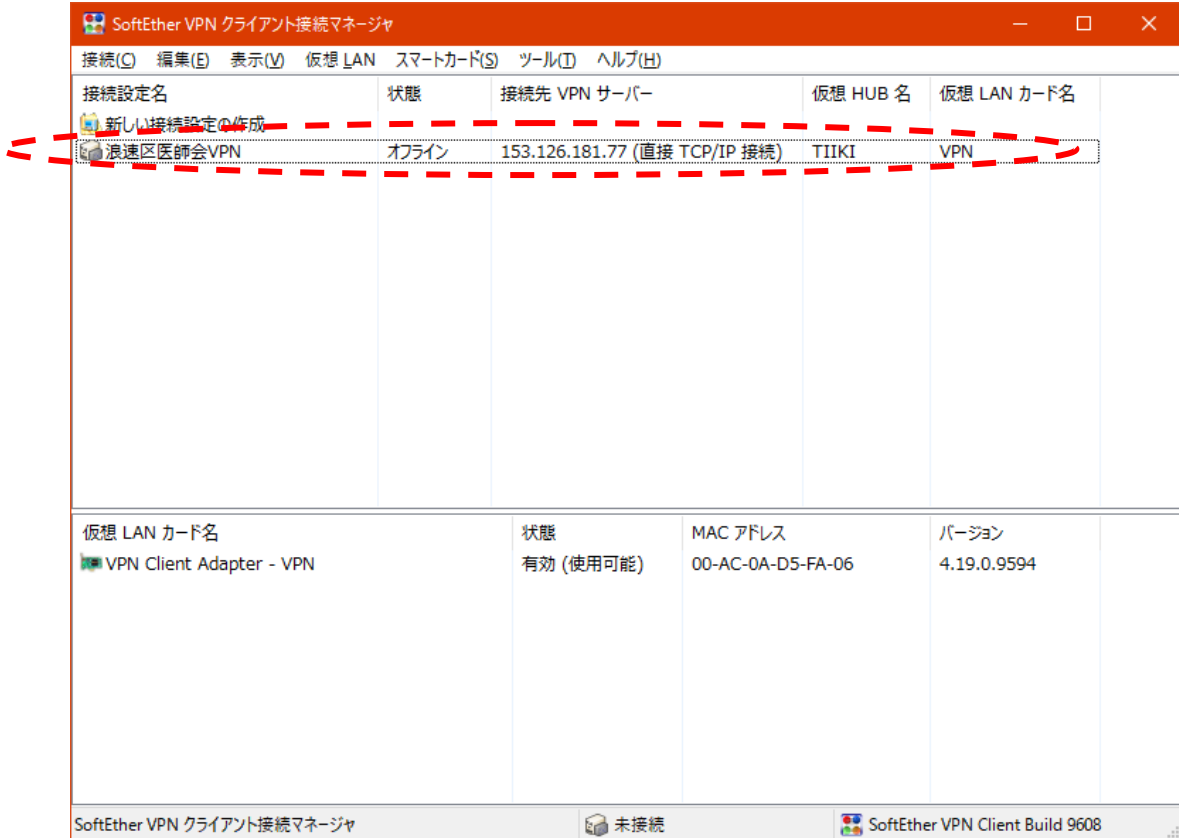 SoftEther VPN クライアント接続マネージャ
接続(C) 編集(E) 表示(V) 仮想 LAN スマートカード(S) ツール(T) ヘルプ(H)
接続設定名 状態 接続先 VPN サーバー 仮想 HUB 名 仮想 LAN カード名
新しい接続設定の作成
浪速区医師会VPN オフライン 153.126.181.77 (直接 TCP/IP 接続) TIIKI VPN
仮想 LAN カード名 状態 MAC アドレス バージョン
VPN Client Adapter - VPN 有効 (使用可能) 00-AC-0A-D5-FA-06 4.19.0.9594
SoftEther VPN クライアント接続マネージャ 未接続 SoftEther VPN Client Build 9608